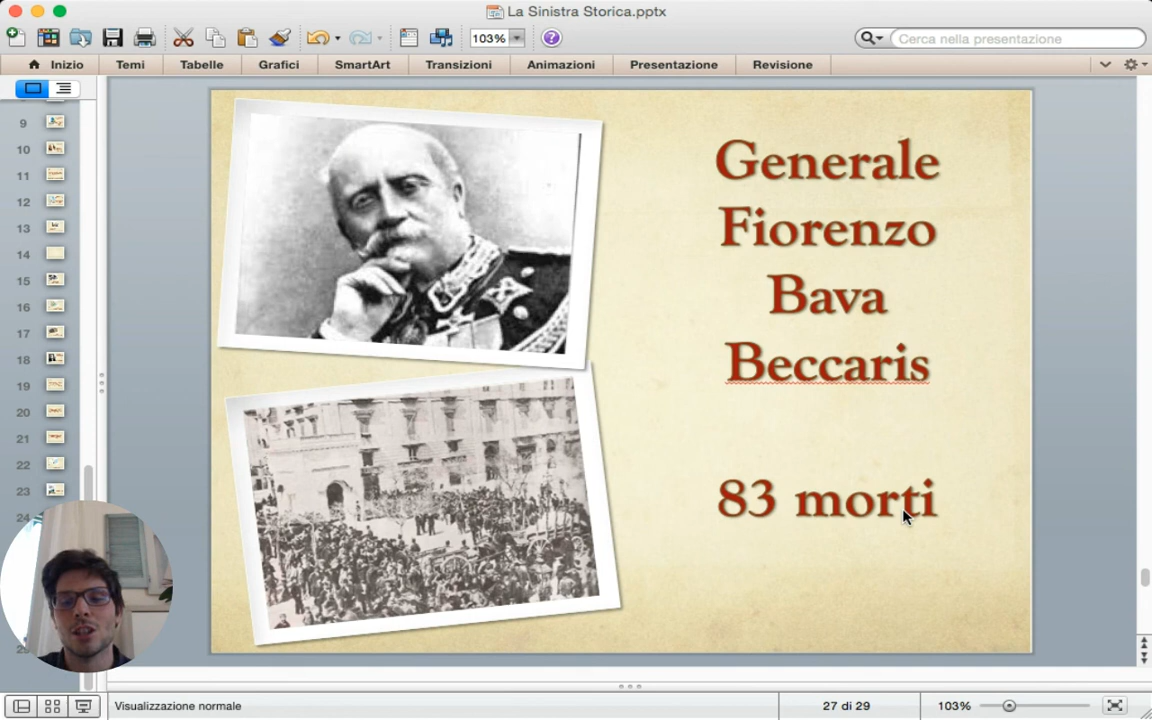 La Sinistra Storica.pptx
103%
Cerca nella presentazione
Inizio
Temi
Tabelle
Grafici
SmartArt
Transizioni
Animazioni
Presentazione
Revisione
9
10
11
12
13
14
15
16
17
18
19
20
21
22
23
24
Generale
Fiorenzo
Bava
Beccaris
83 morti
Visualizzazione normale
27 di 29
103%